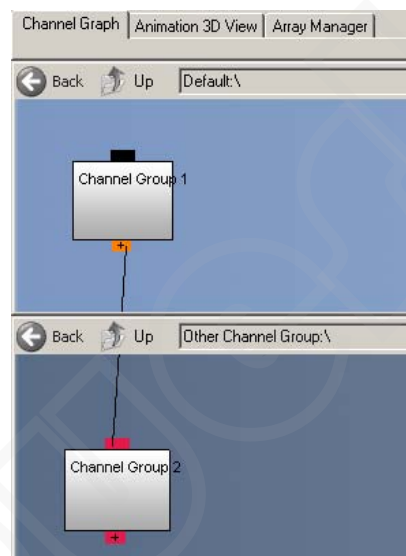 Channel Graph Animation 3D View Array Manager
Back Up Default:\
Channel Group 1
+
Back Up Other Channel Group:\
Channel Group 2
+